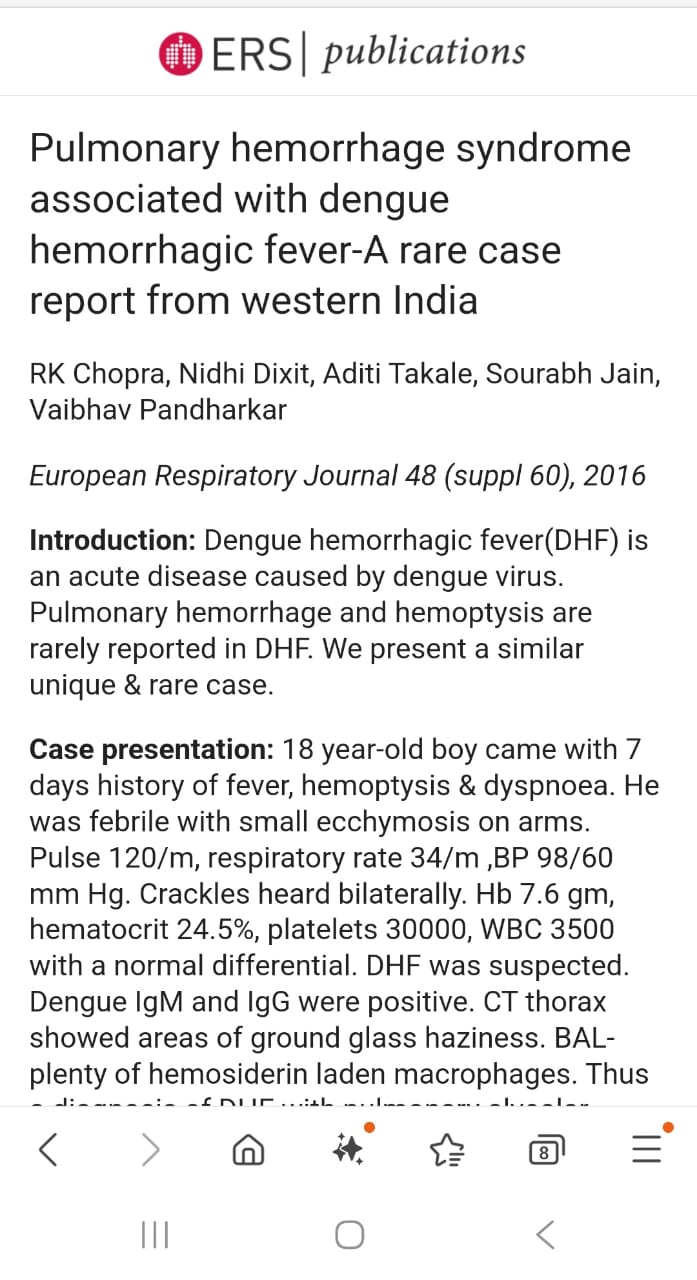 ERS | publications
Pulmonary hemorrhage syndrome
associated with dengue
hemorrhagic fever-A rare case
report from western India
RK Chopra, Nidhi Dixit, Aditi Takale, Sourabh Jain,
Vaibhav Pandharkar
European Respiratory Journal 48 (suppl 60), 2016
Introduction: Dengue hemorrhagic fever(DHF) is
an acute disease caused by dengue virus.
Pulmonary hemorrhage and hemoptysis are
rarely reported in DHF. We present a similar
unique & rare case.
Case presentation: 18 year-old boy came with 7
days history of fever, hemoptysis & dyspnoea. He
was febrile with small ecchymosis on arms.
Pulse 120/m, respiratory rate 34/m ,BP 98/60
mm Hg. Crackles heard bilaterally. Hb 7.6 gm,
hematocrit 24.5%, platelets 30000, WBC 3500
with a normal differential. DHF was suspected.
Dengue IgM and IgG were positive. CT thorax
showed areas of ground glass haziness. BAL-
plenty of hemosiderin laden macrophages. Thus
8